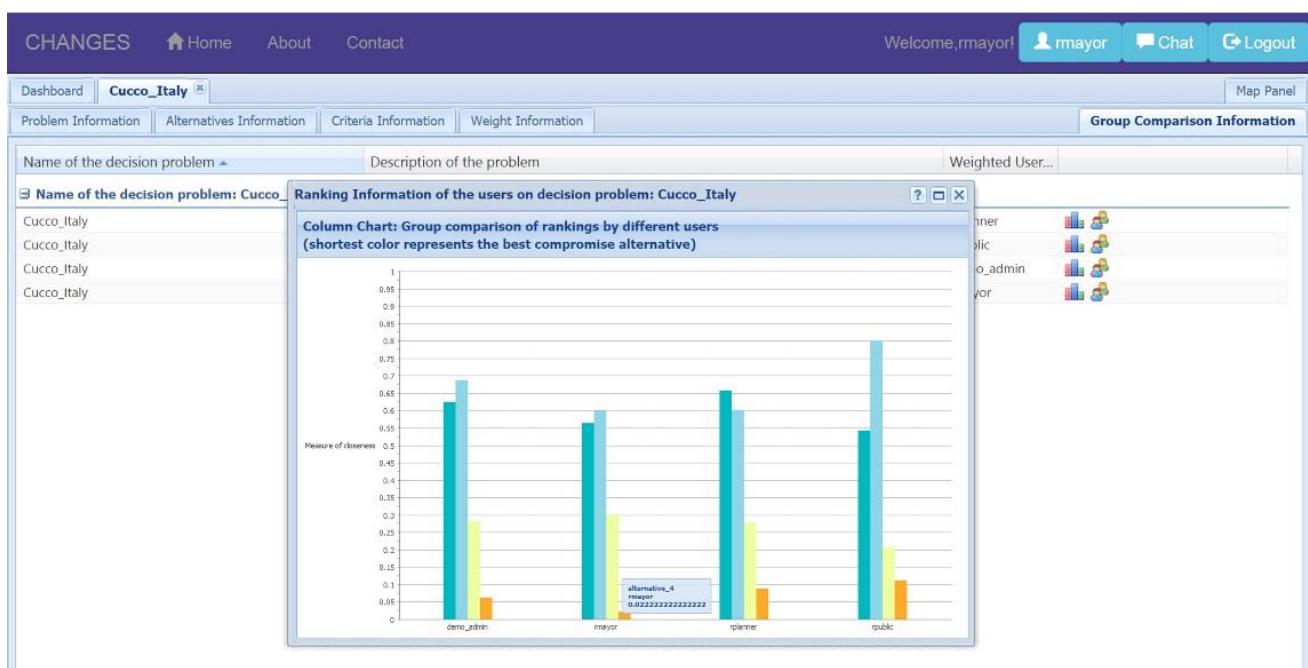 CHANGES Home About Contact Welcome,rmayor! rmayor Chat Logout
Dashboard Cucco_Italy Map Panel
Problem Information Alternatives Information Criteria Information Weight Information Group Comparison Information
Name of the decision problem Description of the problem Weighted User...
Name of the decision problem: Cucco_
Cucco_Italy nner
Cucco_Italy blic
Cucco_Italy o_admin
Cucco_Italy yor
Ranking Information of the users on decision problem: Cucco_Italy ?
Column Chart: Group comparison of rankings by different users
(shortest color represents the best compromise alternative)
1
0.95
0.9
0.85
0.8
0.75
0.7
0.65
0.6
0.55
Measure of closeness 0.5
0.45
0.4
0.35
0.3
0.25
0.2
0.15
0.1
0.05
0
alternative_4
rmayor
0.022222222222222
demo_admin rmayor rplanner rpublic